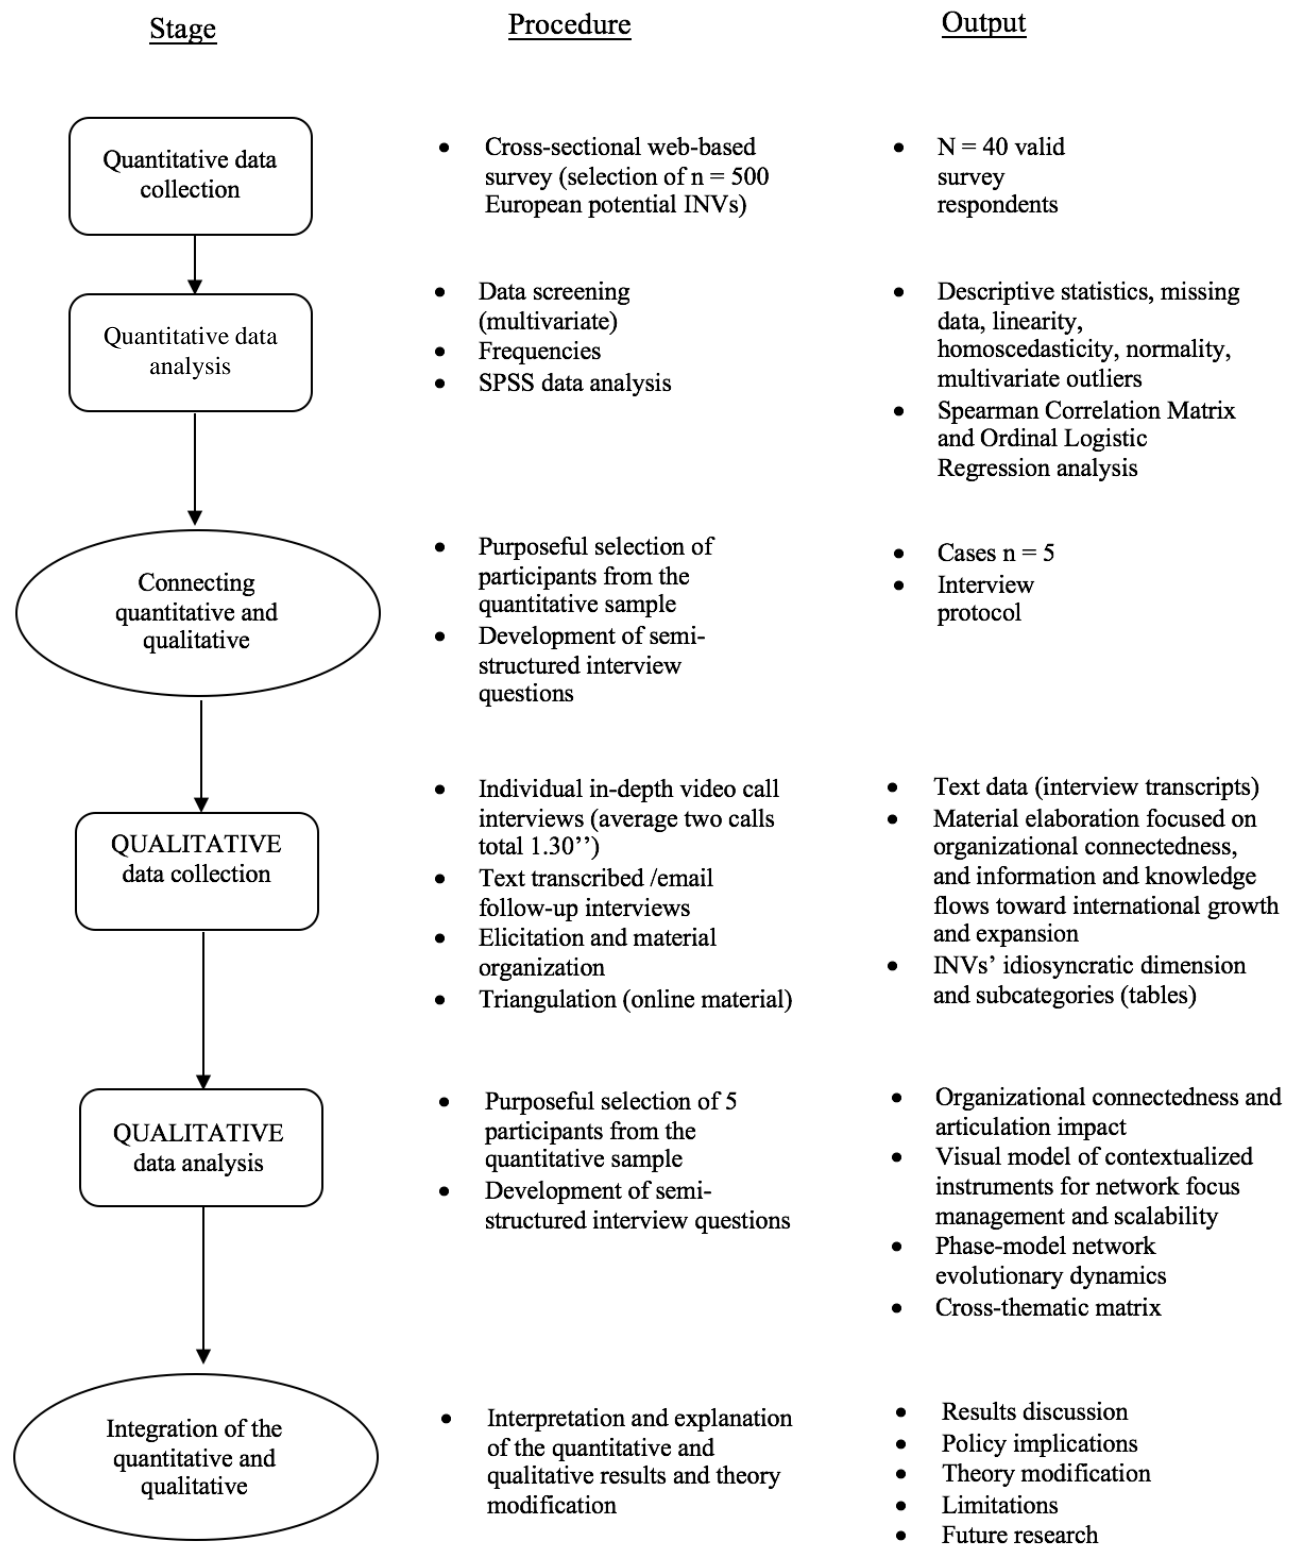 Stage
Procedure
Output
Quantitative data
collection
• Cross-sectional web-based
survey (selection of n = 500
European potential INVs)
• N = 40 valid
survey
respondents
Quantitative data
analysis
• Data screening
(multivariate)
• Frequencies
• SPSS data analysis
• Descriptive statistics, missing
data, linearity,
homoscedasticity, normality,
multivariate outliers
• Spearman Correlation Matrix
and Ordinal Logistic
Regression analysis
Connecting
quantitative and
qualitative
• Purposeful selection of
participants from the
quantitative sample
• Development of semi-
structured interview
questions
• Cases n = 5
• Interview
protocol
QUALITATIVE
data collection
• Individual in-depth video call
interviews (average two calls
total 1.30’’)
• Text transcribed /email
follow-up interviews
• Elicitation and material
organization
• Triangulation (online material)
• Text data (interview transcripts)
• Material elaboration focused on
organizational connectedness,
and information and knowledge
flows toward international growth
and expansion
• INVs’ idiosyncratic dimension
and subcategories (tables)
QUALITATIVE
data analysis
• Purposeful selection of 5
participants from the
quantitative sample
• Development of semi-
structured interview questions
• Organizational connectedness and
articulation impact
• Visual model of contextualized
instruments for network focus
management and scalability
• Phase-model network
evolutionary dynamics
• Cross-thematic matrix
Integration of the
quantitative and
qualitative
• Interpretation and explanation
of the quantitative and
qualitative results and theory
modification
• Results discussion
• Policy implications
• Theory modification
• Limitations
• Future research